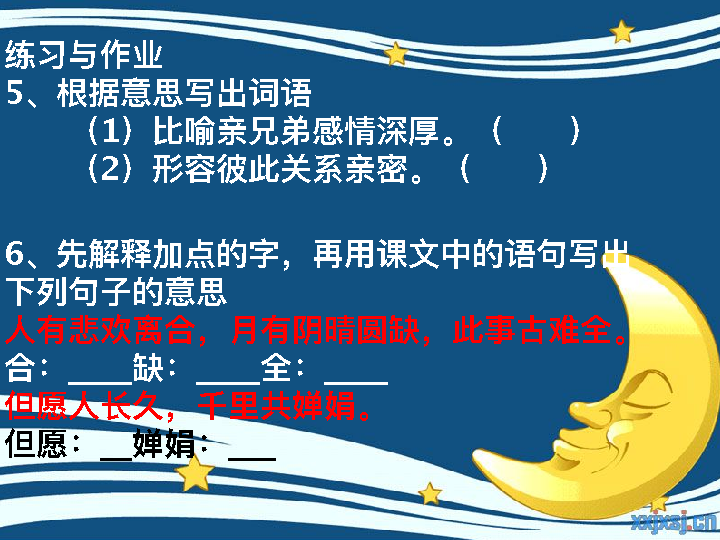 练习与作业
5、根据意思写出词语
（1）比喻亲兄弟感情深厚。（　　）
（2）形容彼此关系亲密。（　　）
6、先解释加点的字，再用课文中的语句写出
下列句子的意思
人有悲欢离合，月有阴晴圆缺，此事古难全。
合：____缺：____全：____
但愿人长久，千里共婵娟。
但愿：__婵娟：___
xxjxsj.cn